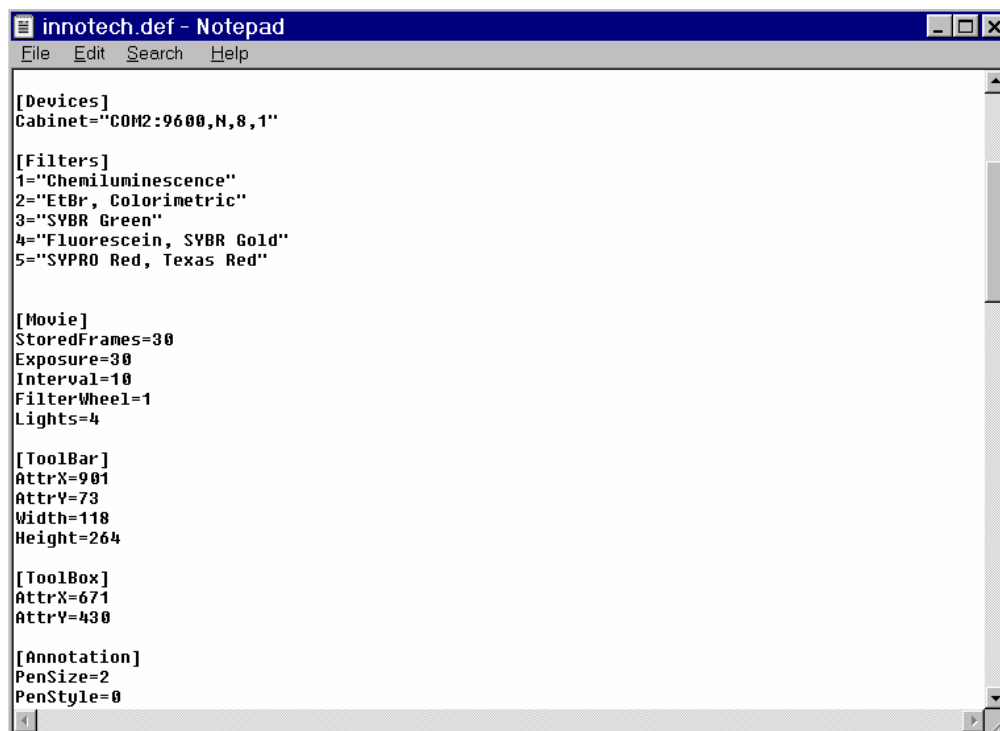 innotech.def - Notepad
File Edit Search Help
[Devices]
Cabinet="COM2:9600,N,8,1"
[Filters]
1="Chemiluminescence"
2="EtBr, Colorimetric"
3="SYBR Green"
4="Fluorescein, SYBR Gold"
5="SYPRO Red, Texas Red"
[Movie]
StoredFrames=30
Exposure=30
Interval=10
FilterWheel=1
Lights=4
[ToolBar]
AttrX=901
AttrY=73
Width=118
Height=264
[ToolBox]
AttrX=671
AttrY=430
[Annotation]
PenSize=2
PenStyle=0